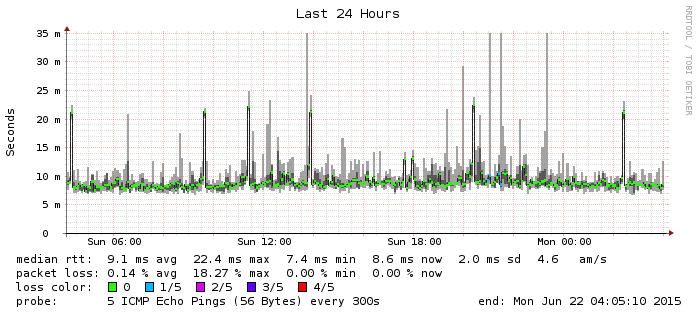 Last 24 Hours
RRDTOOL / TOBI OETIKER
Seconds
35 m
30 m
25 m
20 m
15 m
10 m
5 m
0
Sun 06:00 Sun 12:00 Sun 18:00 Mon 00:00
median rtt: 9.1 ms avg 22.4 ms max 7.4 ms min 8.6 ms now 2.0 ms sd 4.6 am/s
packet loss: 0.14 % avg 18.27 % max 0.00 % min 0.00 % now
loss color: 0 1/5 2/5 3/5 4/5
probe: 5 ICMP Echo Pings (56 Bytes) every 300s end: Mon Jun 22 04:05:10 2015